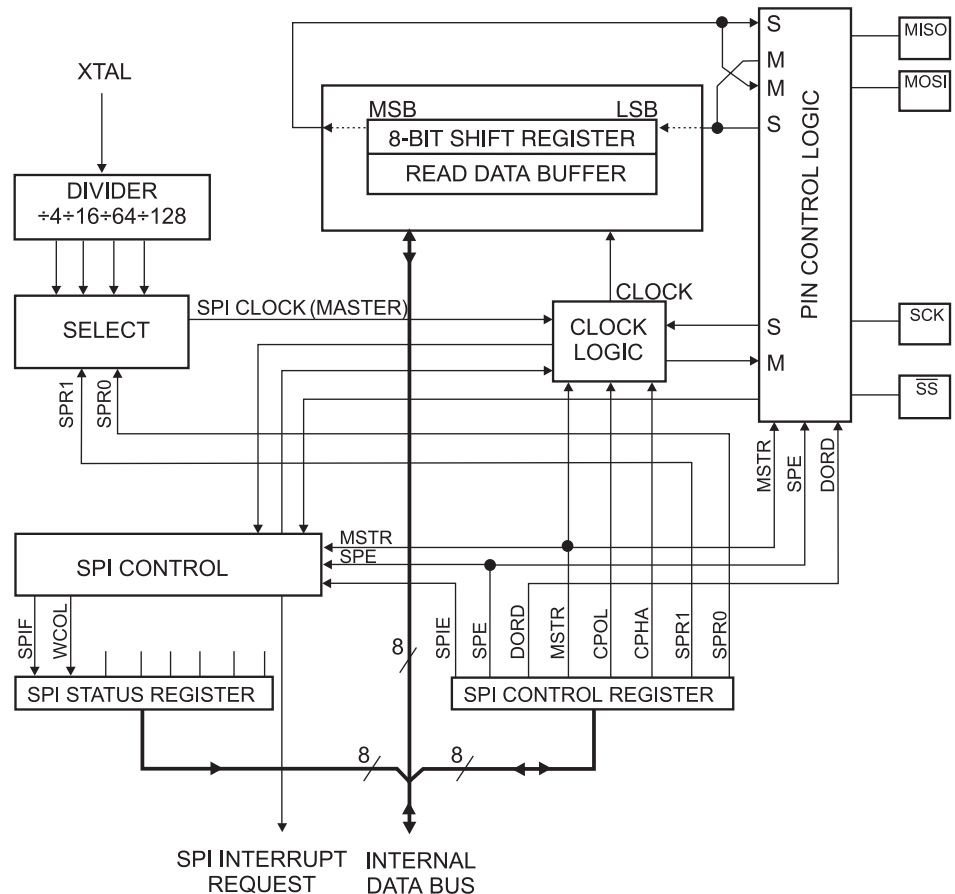 XTAL
DIVIDER
÷4÷16÷64÷128
SELECT
SPR1
SPR0
SPI CLOCK (MASTER)
MSB
LSB
8-BIT SHIFT REGISTER
READ DATA BUFFER
CLOCK
CLOCK
LOGIC
S
M
M
S
S
M
PIN CONTROL LOGIC
MISO
MOSI
SCK
SS
MSTR
SPE
DORD
SPI CONTROL
MSTR
SPE
SPIF
WCOL
SPI STATUS REGISTER
8
SPIE
SPE
DORD
MSTR
CPOL
CPHA
SPR1
SPR0
SPI CONTROL REGISTER
8
8
SPI INTERRUPT
REQUEST
INTERNAL
DATA BUS